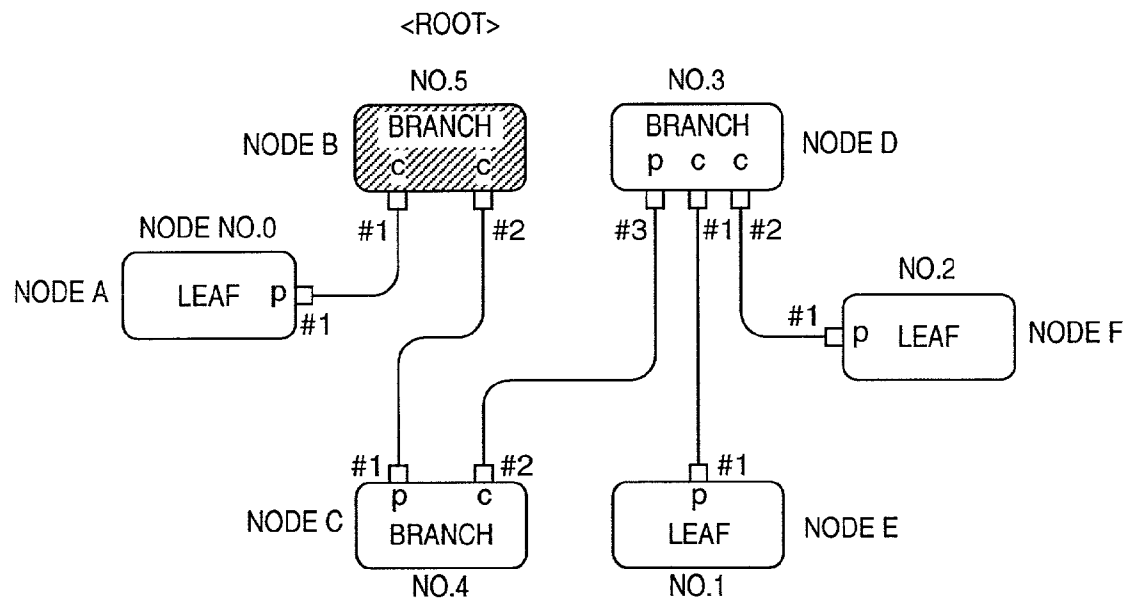 <ROOT>
NO.5
NODE B
BRANCH
c c
#1 #2
NO.3
BRANCH
NODE D
p c c
#3 #1 #2
NODE NO.0
NODE A
LEAF p
#1
NO.2
#1
p LEAF
NODE F
#1 #2
p c
NODE C
BRANCH
NO.4
#1
p
LEAF
NODE E
NO.1